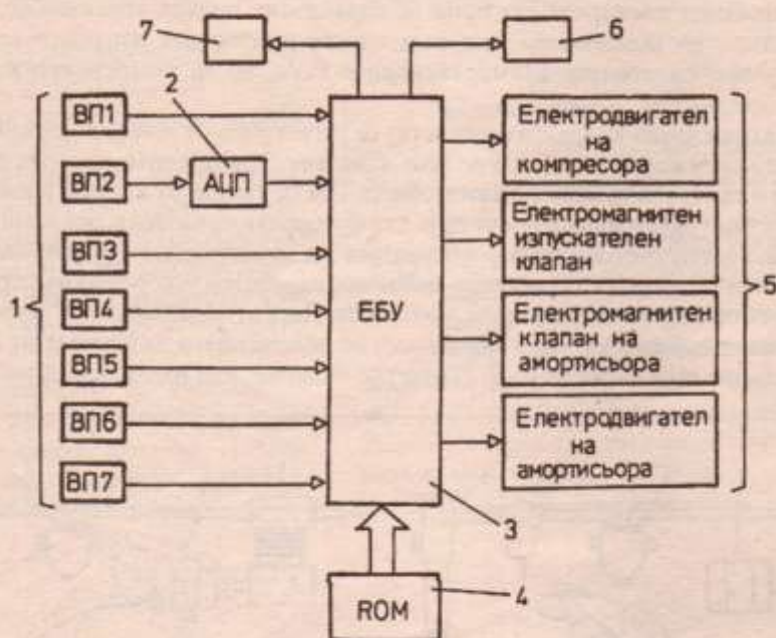 7
6
1
ВП1
ВП2
ВП3
ВП4
ВП5
ВП6
ВП7
2
АЦП
ЕБУ
3
ROM
4
Електродвигател
на
компресора
Електромагнитен
изпускателен
клапан
Електромагнитен
клапан на
амортисьора
Електродвигател
на
амортисьора
5